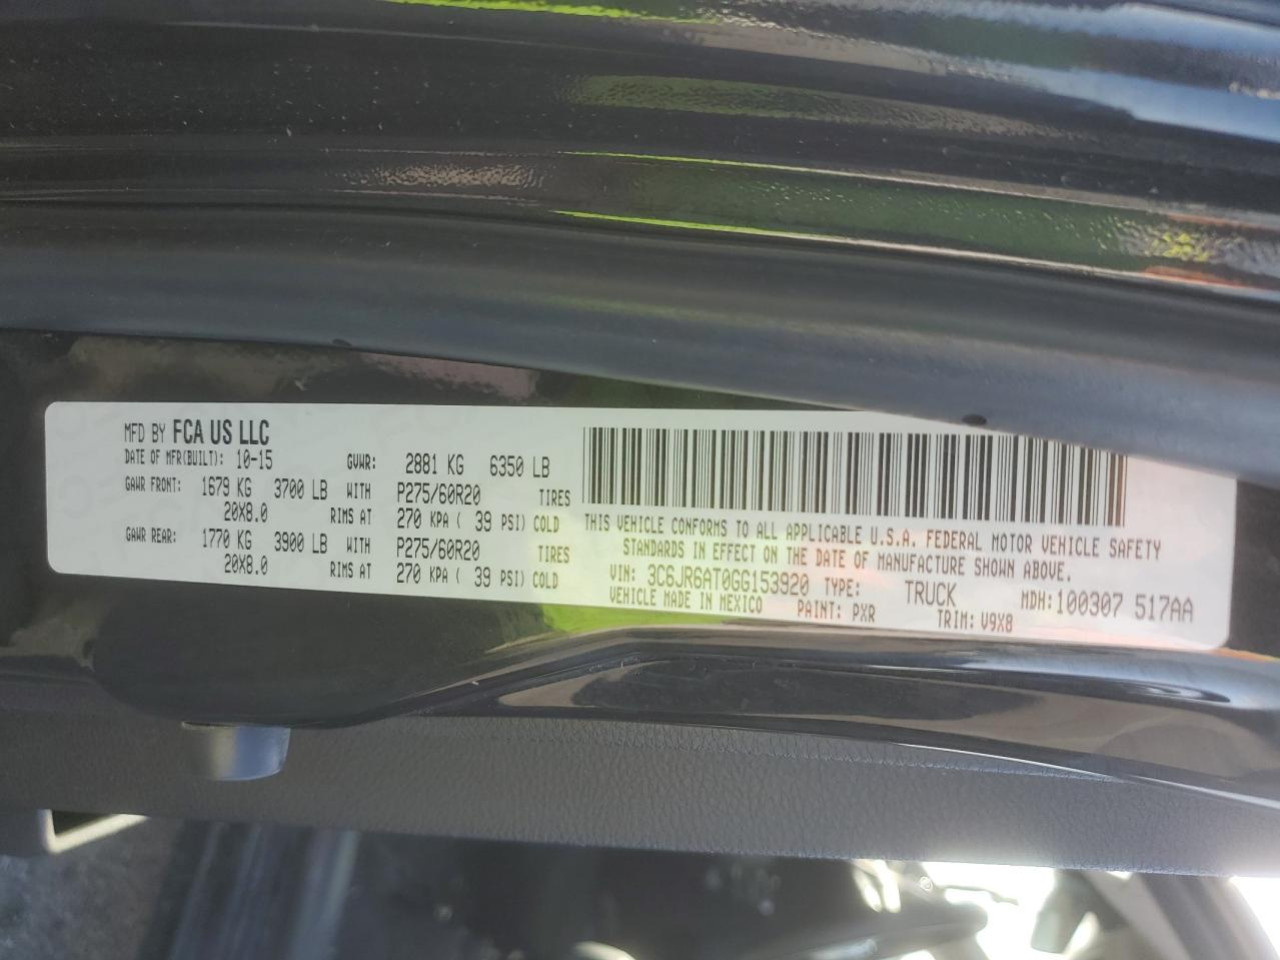 MFD BY FCA US LLC
DATE OF MFR(BUILT): 10-15 GVWR: 2881 KG 6350 LB
GAWR FRONT: 1679 KG 3700 LB WITH P275/60R20 TIRES
20X8.0 RIMS AT 270 KPA ( 39 PSI) COLD
GAWR REAR: 1770 KG 3900 LB WITH P275/60R20 TIRES
20X8.0 RIMS AT 270 KPA ( 39 PSI) COLD
THIS VEHICLE CONFORMS TO ALL APPLICABLE U.S.A. FEDERAL MOTOR VEHICLE SAFETY
STANDARDS IN EFFECT ON THE DATE OF MANUFACTURE SHOWN ABOVE.
VIN: 3C6JR6AT0GG153920 TYPE: TRUCK MDH: 100307 517AA
VEHICLE MADE IN MEXICO PAINT: PXR TRIM: V9X8